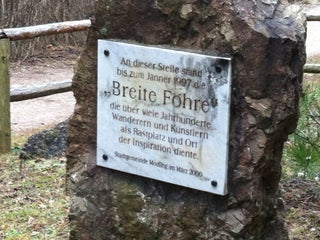 An dieser Stelle stand
bis zum Jänner 1997 die
Breite Föhre
die über viele Jahrhunderte
Wanderern und Künstlern
als Rastplatz und Ort
der Inspiration diente.
Stadtgemeinde Mödling im März 2000